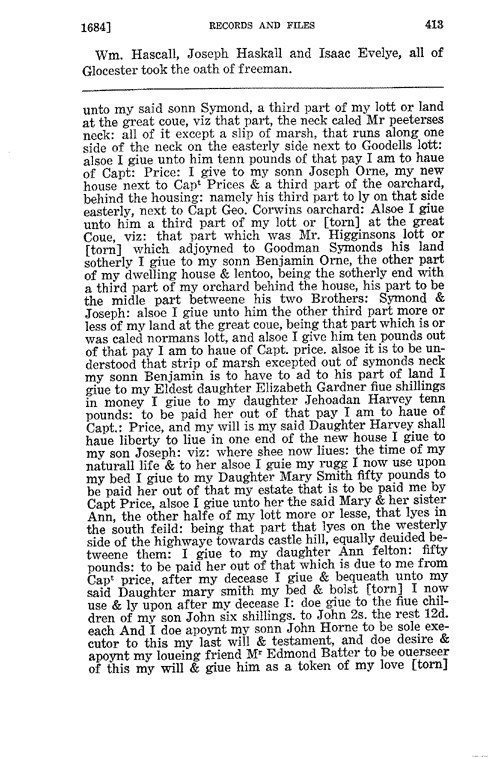 1684] RECORDS AND FILES 413
Wm. Hascall, Joseph Haskall and Isaac Evelye, all of
Glocester took the oath of freeman.
unto my said sonn Symond, a third part of my lott or land
at the great coue, viz that part, the neck caled Mr peeterses
neck: all of it except a slip of marsh, that runs along one
side of the neck on the easterly side next to Goodells lott:
alsoe I giue unto him tenn pounds of that pay I am to haue
of Capt: Price: I give to my sonn Joseph Orne, my new
house next to Capt Prices & a third part of the oarchard,
behind the housing: namely his third part to ly on that side
easterly, next to Capt Geo. Corwins oarchard: Alsoe I giue
unto him a third part of my lott or [torn] at the great
Coue, viz: that part which was Mr. Higginsons lott or
[torn] which adjoyned to Goodman Symonds his land
sotherly I giue to my sonn Benjamin Orne, the other part
of my dwelling house & lentoo, being the sotherly end with
a third part of my orchard behind the house, his part to be
the midle part betweene his two Brothers: Symond &
Joseph: alsoe I giue unto him the other third part more or
less of my land at the great coue, being that part which is or
was caled normans lott, and alsoe I give him ten pounds out
of that pay I am to haue of Capt. price. alsoe it is to be un-
derstood that strip of marsh excepted out of symonds neck
my sonn Benjamin is to have to ad to his part of land I
giue to my Eldest daughter Elizabeth Gardner fiue shillings
in money I giue to my daughter Jehoadan Harvey tenn
pounds: to be paid her out of that pay I am to haue of
Capt.: Price, and my will is my said Daughter Harvey shall
haue liberty to liue in one end of the new house I giue to
my son Joseph: viz: where shee now liues: the time of my
naturall life & to her alsoe I guie my rugg I now use upon
my bed I giue to my Daughter Mary Smith fifty pounds to
be paid her out of that my estate that is to be paid me by
Capt Price, alsoe I giue unto her the said Mary & her sister
Ann, the other halfe of my lott more or lesse, that lyes in
the south feild: being that part that lyes on the westerly
side of the highwaye towards castle hill, equally deuided be-
tweene them: I giue to my daughter Ann felton: fifty
pounds: to be paid her out of that which is due to me from
Capt price, after my decease I giue & bequeath unto my
said Daughter mary smith my bed & bolst [torn] I now
use & ly upon after my decease I: doe giue to the fiue chil-
dren of my son John six shillings. to John 2s. the rest 12d.
each And I doe apoynt my sonn John Horne to be sole exe-
cutor to this my last will & testament, and doe desire &
apoynt my loueing friend Mr Edmond Batter to be ouerseer
of this my will & giue him as a token of my love [torn]